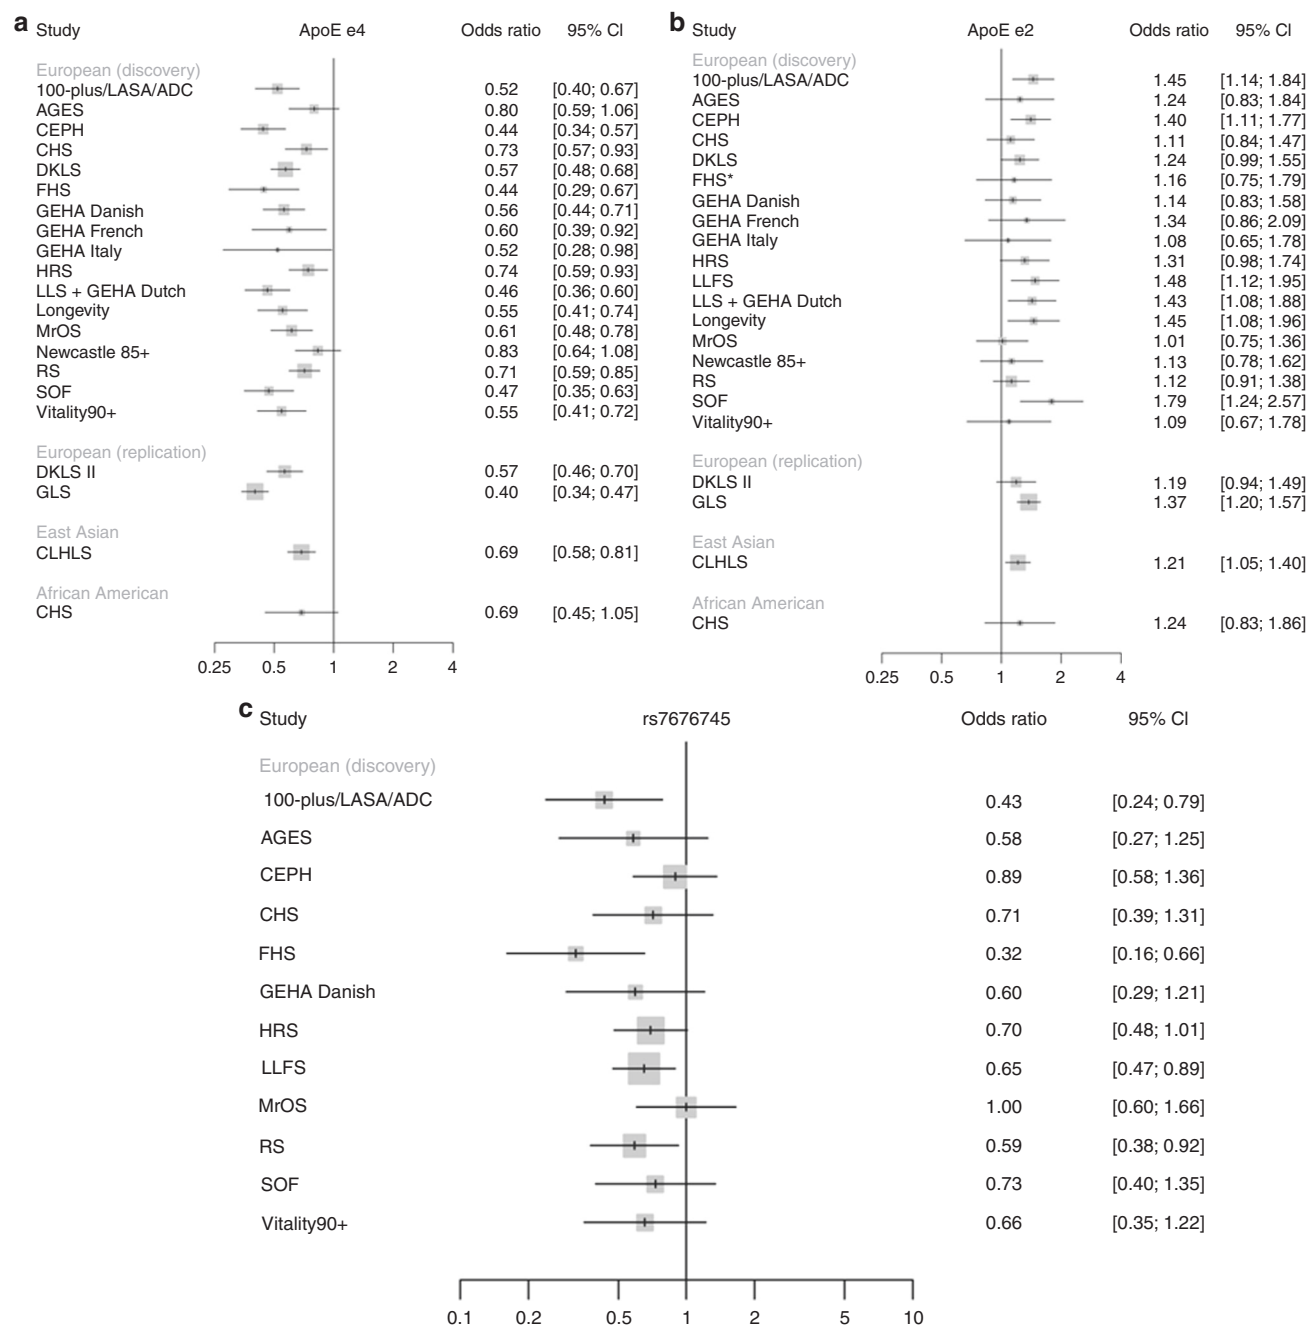 a Study ApoE e4 Odds ratio 95% CI
European (discovery)
100-plus/LASA/ADC 0.52 [0.40; 0.67]
AGES 0.80 [0.59; 1.06]
CEPH 0.44 [0.34; 0.57]
CHS 0.73 [0.57; 0.93]
DKLS 0.57 [0.48; 0.68]
FHS 0.44 [0.29; 0.67]
GEHA Danish 0.56 [0.44; 0.71]
GEHA French 0.60 [0.39; 0.92]
GEHA Italy 0.52 [0.28; 0.98]
HRS 0.74 [0.59; 0.93]
LLS + GEHA Dutch 0.46 [0.36; 0.60]
Longevity 0.55 [0.41; 0.74]
MrOS 0.61 [0.48; 0.78]
Newcastle 85+ 0.83 [0.64; 1.08]
RS 0.71 [0.59; 0.85]
SOF 0.47 [0.35; 0.63]
Vitality90+ 0.55 [0.41; 0.72]
European (replication)
DKLS II 0.57 [0.46; 0.70]
GLS 0.40 [0.34; 0.47]
East Asian
CLHLS 0.69 [0.58; 0.81]
African American
CHS 0.69 [0.45; 1.05]
0.25 0.5 1 2 4
b Study ApoE e2 Odds ratio 95% CI
European (discovery)
100-plus/LASA/ADC 1.45 [1.14; 1.84]
AGES 1.24 [0.83; 1.84]
CEPH 1.40 [1.11; 1.77]
CHS 1.11 [0.84; 1.47]
DKLS 1.24 [0.99; 1.55]
FHS* 1.16 [0.75; 1.79]
GEHA Danish 1.14 [0.83; 1.58]
GEHA French 1.34 [0.86; 2.09]
GEHA Italy 1.08 [0.65; 1.78]
HRS 1.31 [0.98; 1.74]
LLFS 1.48 [1.12; 1.95]
LLS + GEHA Dutch 1.43 [1.08; 1.88]
Longevity 1.45 [1.08; 1.96]
MrOS 1.01 [0.75; 1.36]
Newcastle 85+ 1.13 [0.78; 1.62]
RS 1.12 [0.91; 1.38]
SOF 1.79 [1.24; 2.57]
Vitality90+ 1.09 [0.67; 1.78]
European (replication)
DKLS II 1.19 [0.94; 1.49]
GLS 1.37 [1.20; 1.57]
East Asian
CLHLS 1.21 [1.05; 1.40]
African American
CHS 1.24 [0.83; 1.86]
0.25 0.5 1 2 4
c Study rs7676745 Odds ratio 95% CI
European (discovery)
100-plus/LASA/ADC 0.43 [0.24; 0.79]
AGES 0.58 [0.27; 1.25]
CEPH 0.89 [0.58; 1.36]
CHS 0.71 [0.39; 1.31]
FHS 0.32 [0.16; 0.66]
GEHA Danish 0.60 [0.29; 1.21]
HRS 0.70 [0.48; 1.01]
LLFS 0.65 [0.47; 0.89]
MrOS 1.00 [0.60; 1.66]
RS 0.59 [0.38; 0.92]
SOF 0.73 [0.40; 1.35]
Vitality90+ 0.66 [0.35; 1.22]
0.1 0.2 0.5 1 2 5 10